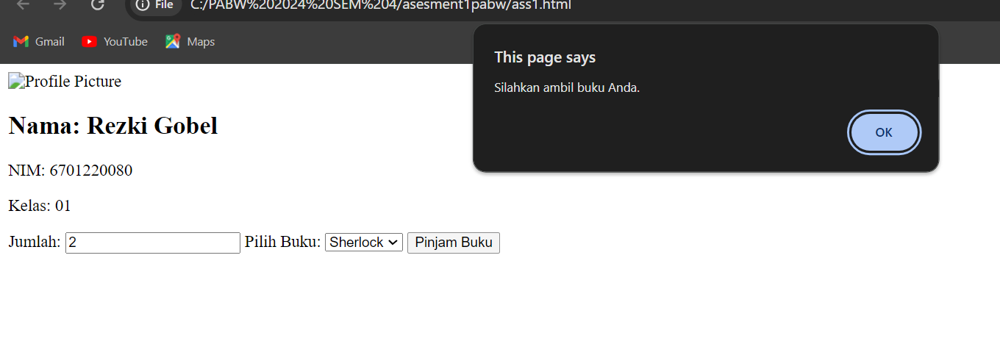 File C:/PABW%202024%20SEM%204/asesment1pabw/ass1.html
Gmail YouTube Maps
This page says
Silahkan ambil buku Anda.
OK
Profile Picture
Nama: Rezki Gobel
NIM: 6701220080
Kelas: 01
Jumlah: 2 Pilih Buku: Sherlock Pinjam Buku